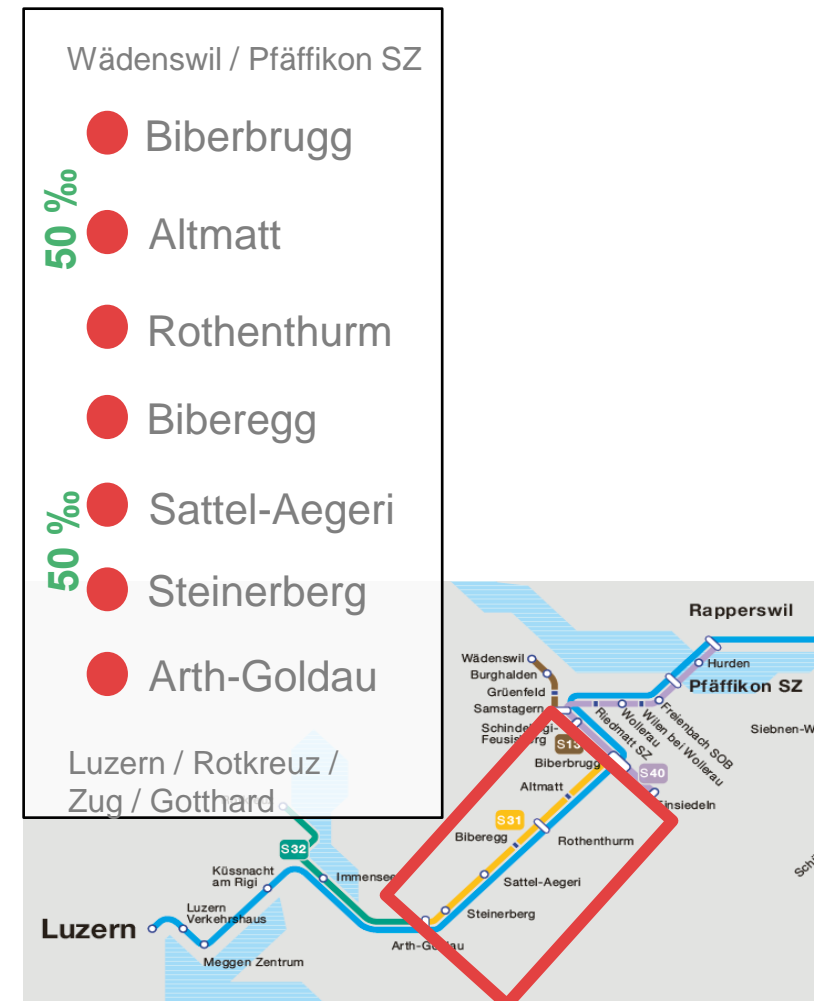 Wädenswil / Pfäffikon SZ
Biberbrugg
50 ‰
Altmatt
Rothenthurm
Biberegg
Sattel-Aegeri
50 ‰
Steinerberg
Arth-Goldau
Luzern / Rotkreuz /
Zug / Gotthard
Rapperswil
Wädenswil
Hurden
Burghalden
Pfäffikon SZ
Grüenfeld
Samstagern
Freienbach SOB
Wilen bei Wollerau
Wollerau
Riedmatt SZ
Siebnen-W
Schindellegi-
Feusisberg
S13
Biberbrugg
S40
Einsiedeln
Altmatt
S31
Biberegg
Rothenthurm
S32
Küssnacht
am Rigi
Immensee
Sattel-Aegeri
Luzern
Verkehrshaus
Steinerberg
Luzern
Arth-Goldau
Meggen Zentrum